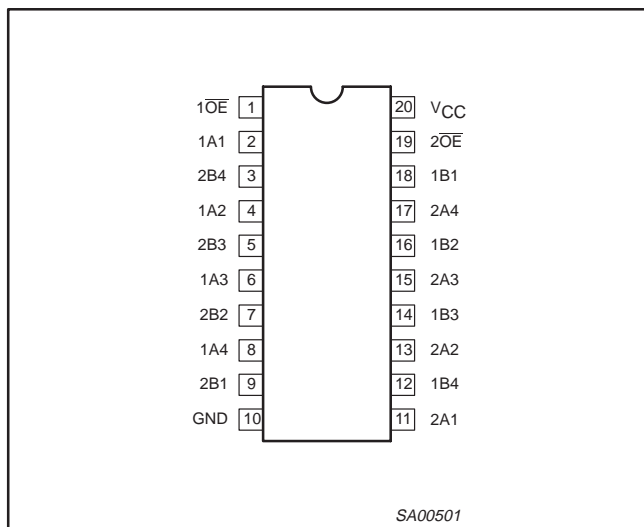 1O̅E̅ 1 20 VCC
1A1 2 19 2O̅E̅
2B4 3 18 1B1
1A2 4 17 2A4
2B3 5 16 1B2
1A3 6 15 2A3
2B2 7 14 1B3
1A4 8 13 2A2
2B1 9 12 1B4
GND 10 11 2A1
SA00501